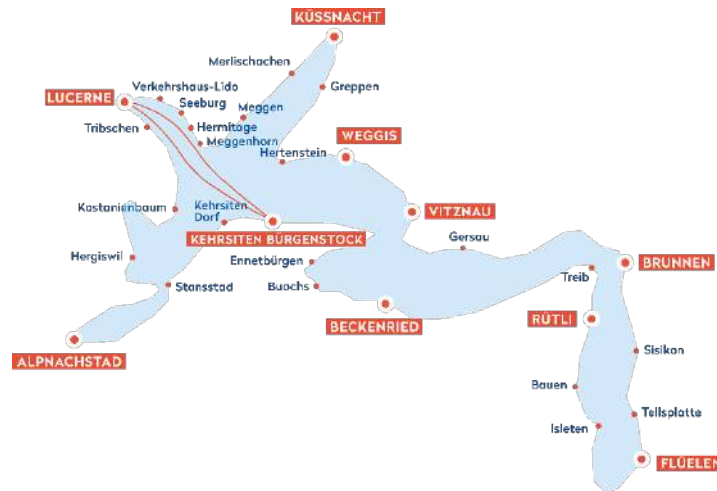 KÜSSNACHT
Merlischachen
Greppen
Verkehrshaus-Lido
LUCERNE
Seeburg
Meggen
Tribschen
Hermitage
Meggenhorn
Hertenstein
WEGGIS
Kastanienbaum
Kehrsiten
Dorf
VITZNAU
KEHRSITEN BÜRGENSTOCK
Gersau
Hergiswil
Ennetbürgen
BRUNNEN
Treib
Stansstad
Buochs
BECKENRIED
RÜTLI
ALPNACHSTAD
Sisikon
Bauen
Tellsplatte
Isleten
FLÜELEN